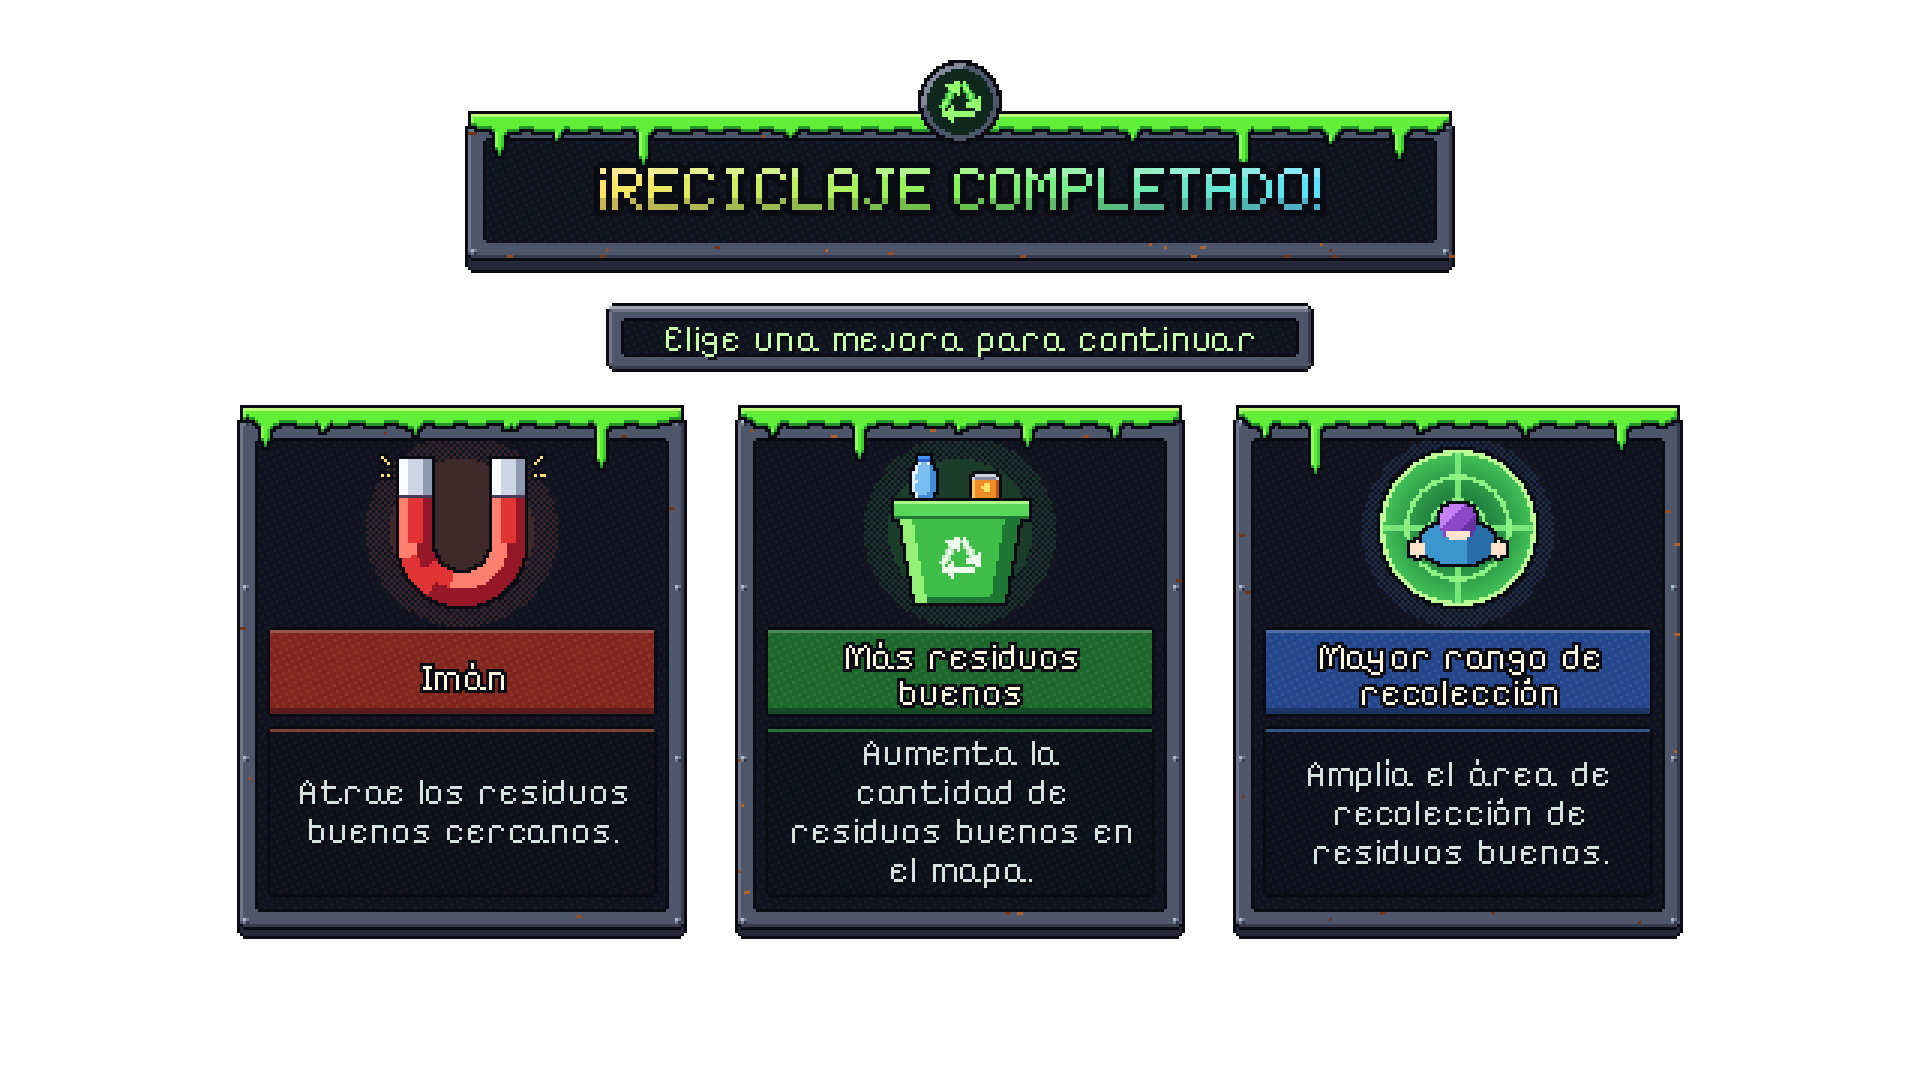 ¡RECICLAJE COMPLETADO!
Elige una mejora para continuar
Imán
Atrae los residuos
buenos cercanos.
Más residuos
buenos
Aumenta la
cantidad de
residuos buenos en
el mapa.
Mayor rango de
recolección
Amplía el área de
recolección de
residuos buenos.